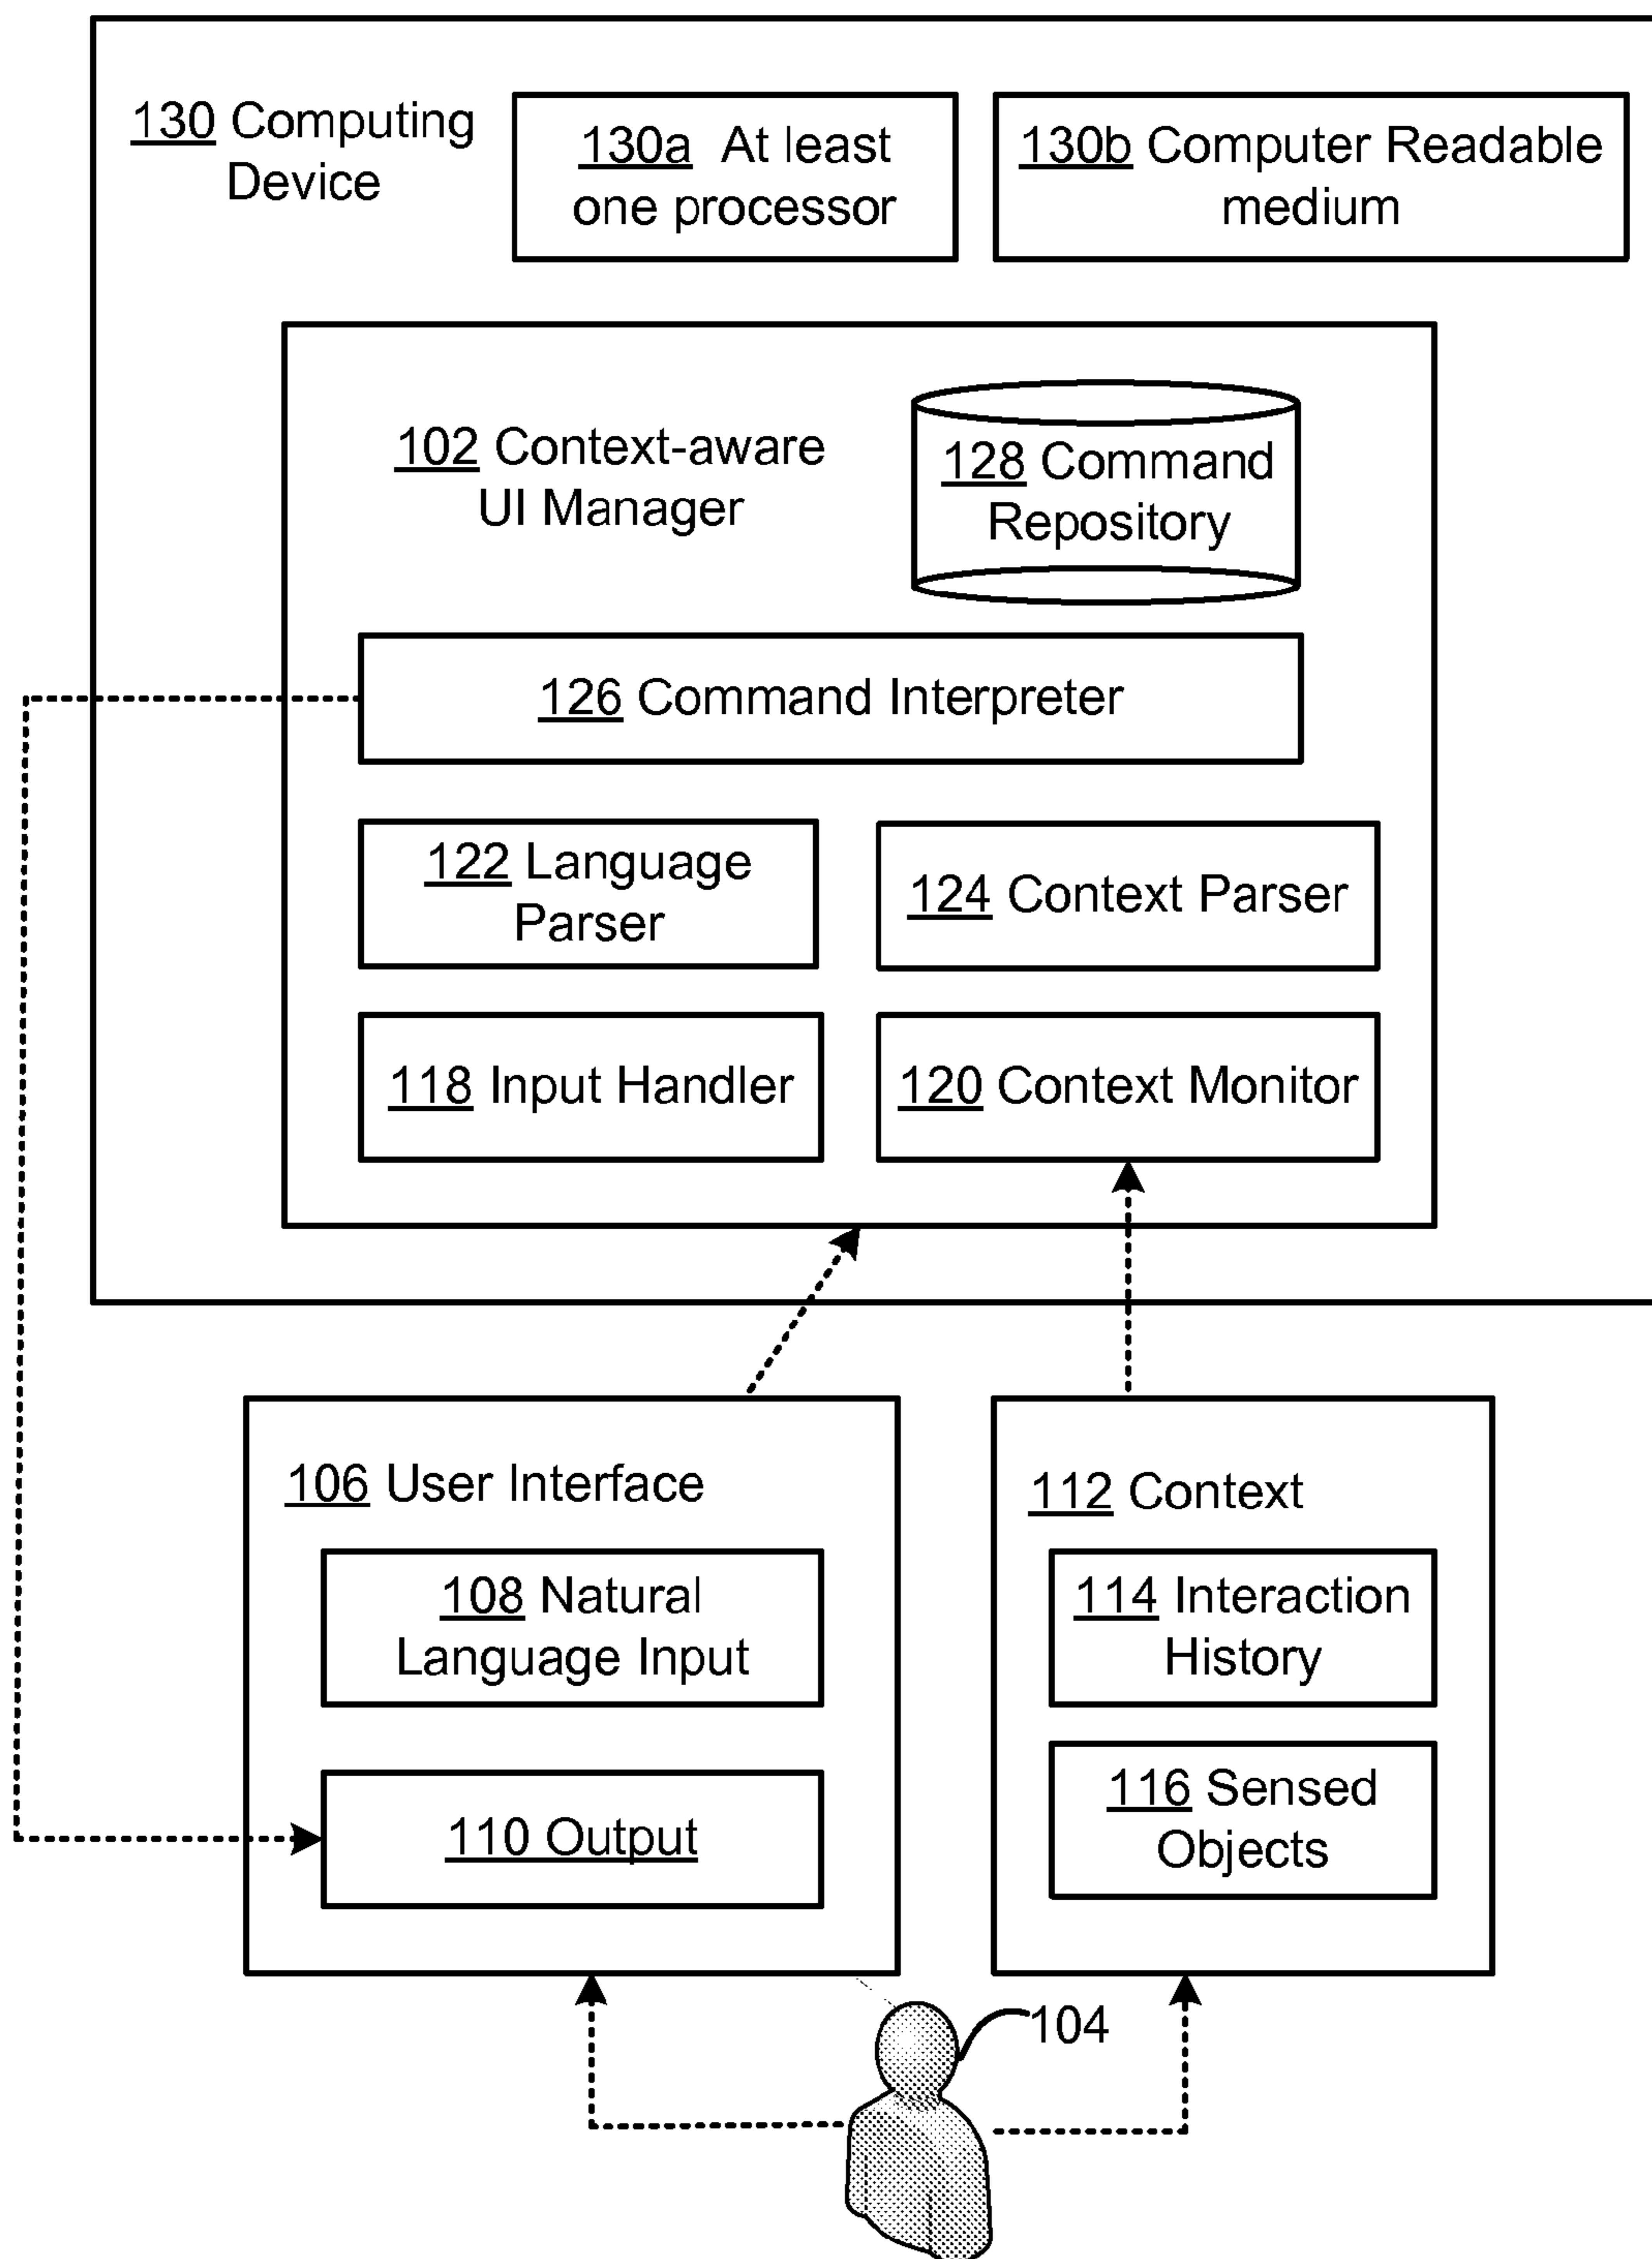 130 Computing
Device
130a At least
one processor
130b Computer Readable
medium
102 Context-aware
UI Manager
128 Command
Repository
126 Command Interpreter
122 Language
Parser
124 Context Parser
118 Input Handler
120 Context Monitor
106 User Interface
108 Natural
Language Input
110 Output
112 Context
114 Interaction
History
116 Sensed
Objects
104